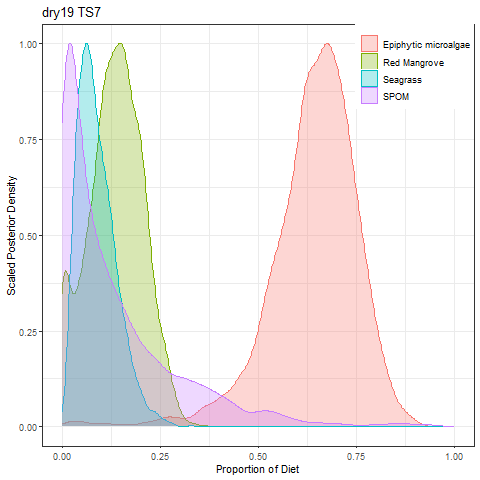 dry19 TS7
Epiphytic microalgae
Red Mangrove
Seagrass
SPOM
1.00
0.75
0.50
0.25
0.00
Scaled Posterior Density
0.00 0.25 0.50 0.75 1.00
Proportion of Diet